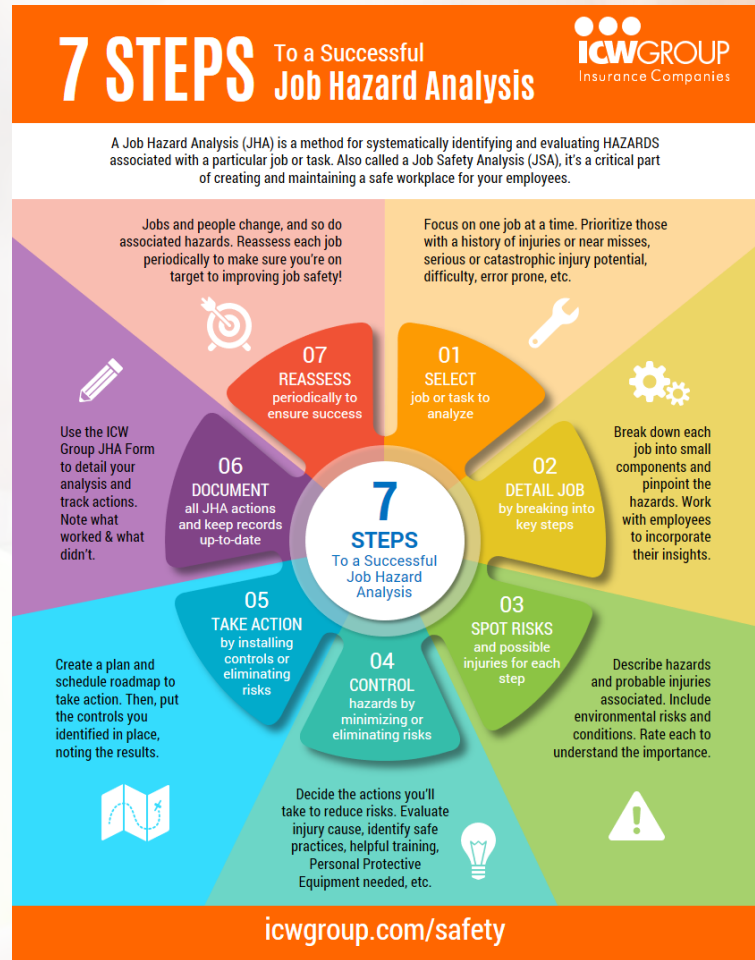 7 STEPS
To a Successful
Job Hazard Analysis
ICWGROUP
Insurance Companies
A Job Hazard Analysis (JHA) is a method for systematically identifying and evaluating HAZARDS
associated with a particular job or task. Also called a Job Safety Analysis (JSA), it's a critical part
of creating and maintaining a safe workplace for your employees.
Focus on one job at a time. Prioritize those
with a history of injuries or near misses,
serious or catastrophic injury potential,
difficulty, error prone, etc.
01
SELECT
job or task to
analyze
Break down each
job into small
components and
pinpoint the
hazards. Work
with employees
to incorporate
their insights.
02
DETAIL JOB
by breaking into
key steps
Describe hazards
and probable injuries
associated. Include
environmental risks and
conditions. Rate each to
understand the importance.
03
SPOT RISKS
and possible
injuries for each
step
Decide the actions you'll
take to reduce risks. Evaluate
injury cause, identify safe
practices, helpful training,
Personal Protective
Equipment needed, etc.
04
CONTROL
hazards by
minimizing or
eliminating risks
Create a plan and
schedule roadmap to
take action. Then, put
the controls you
identified in place,
noting the results.
05
TAKE ACTION
by installing
controls or
eliminating
risks
Use the ICW
Group JHA Form
to detail your
analysis and
track actions.
Note what
worked & what
didn't.
06
DOCUMENT
all JHA actions
and keep records
up-to-date
Jobs and people change, and so do
associated hazards. Reassess each job
periodically to make sure you're on
target to improving job safety!
07
REASSESS
periodically to
ensure success
7
STEPS
To a Successful
Job Hazard
Analysis
icwgroup.com/safety